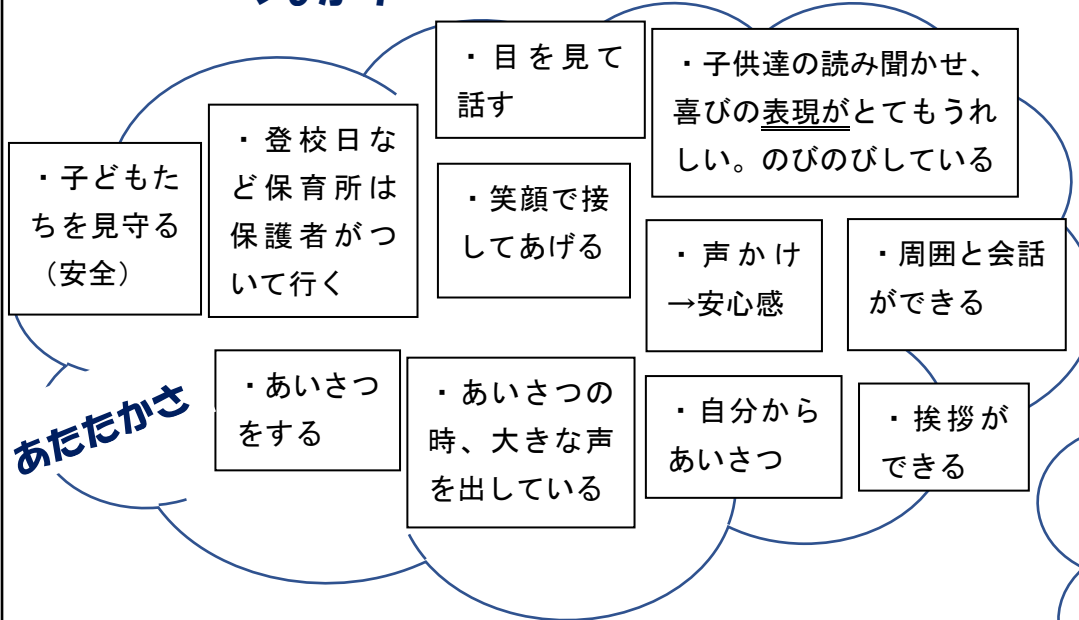 ・目を見て
話す
・子供達の読み聞かせ、
喜びの表現がとてもうれ
しい。のびのびしている
・登校日な
ど保育所は
保護者がつ
いて行く
・子どもた
ちを見守る
（安全）
・笑顔で接
してあげる
・声かけ
→安心感
・周囲と会話
ができる
あたたかさ
・あいさつ
をする
・あいさつの
時、大きな声
を出している
・自分から
あいさつ
・挨拶が
できる